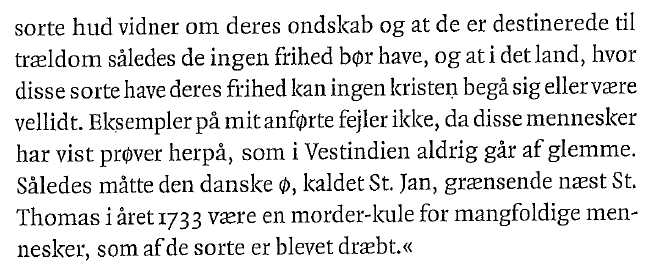 sorte hud vidner om deres ondskab og at de er destinerede til
trældom således de ingen frihed bør have, og at i det land, hvor
disse sorte have deres frihed kan ingen kristen begå sig eller være
vellidt. Eksempler på mit anførte fejler ikke, da disse mennesker
har vist prøver herpå, som i Vestindien aldrig går af glemme.
Således måtte den danske ø, kaldet St. Jan, grænsende næst St.
Thomas i året 1733 være en morder-kule for mangfoldige men-
nesker, som af de sorte er blevet dræbt.«